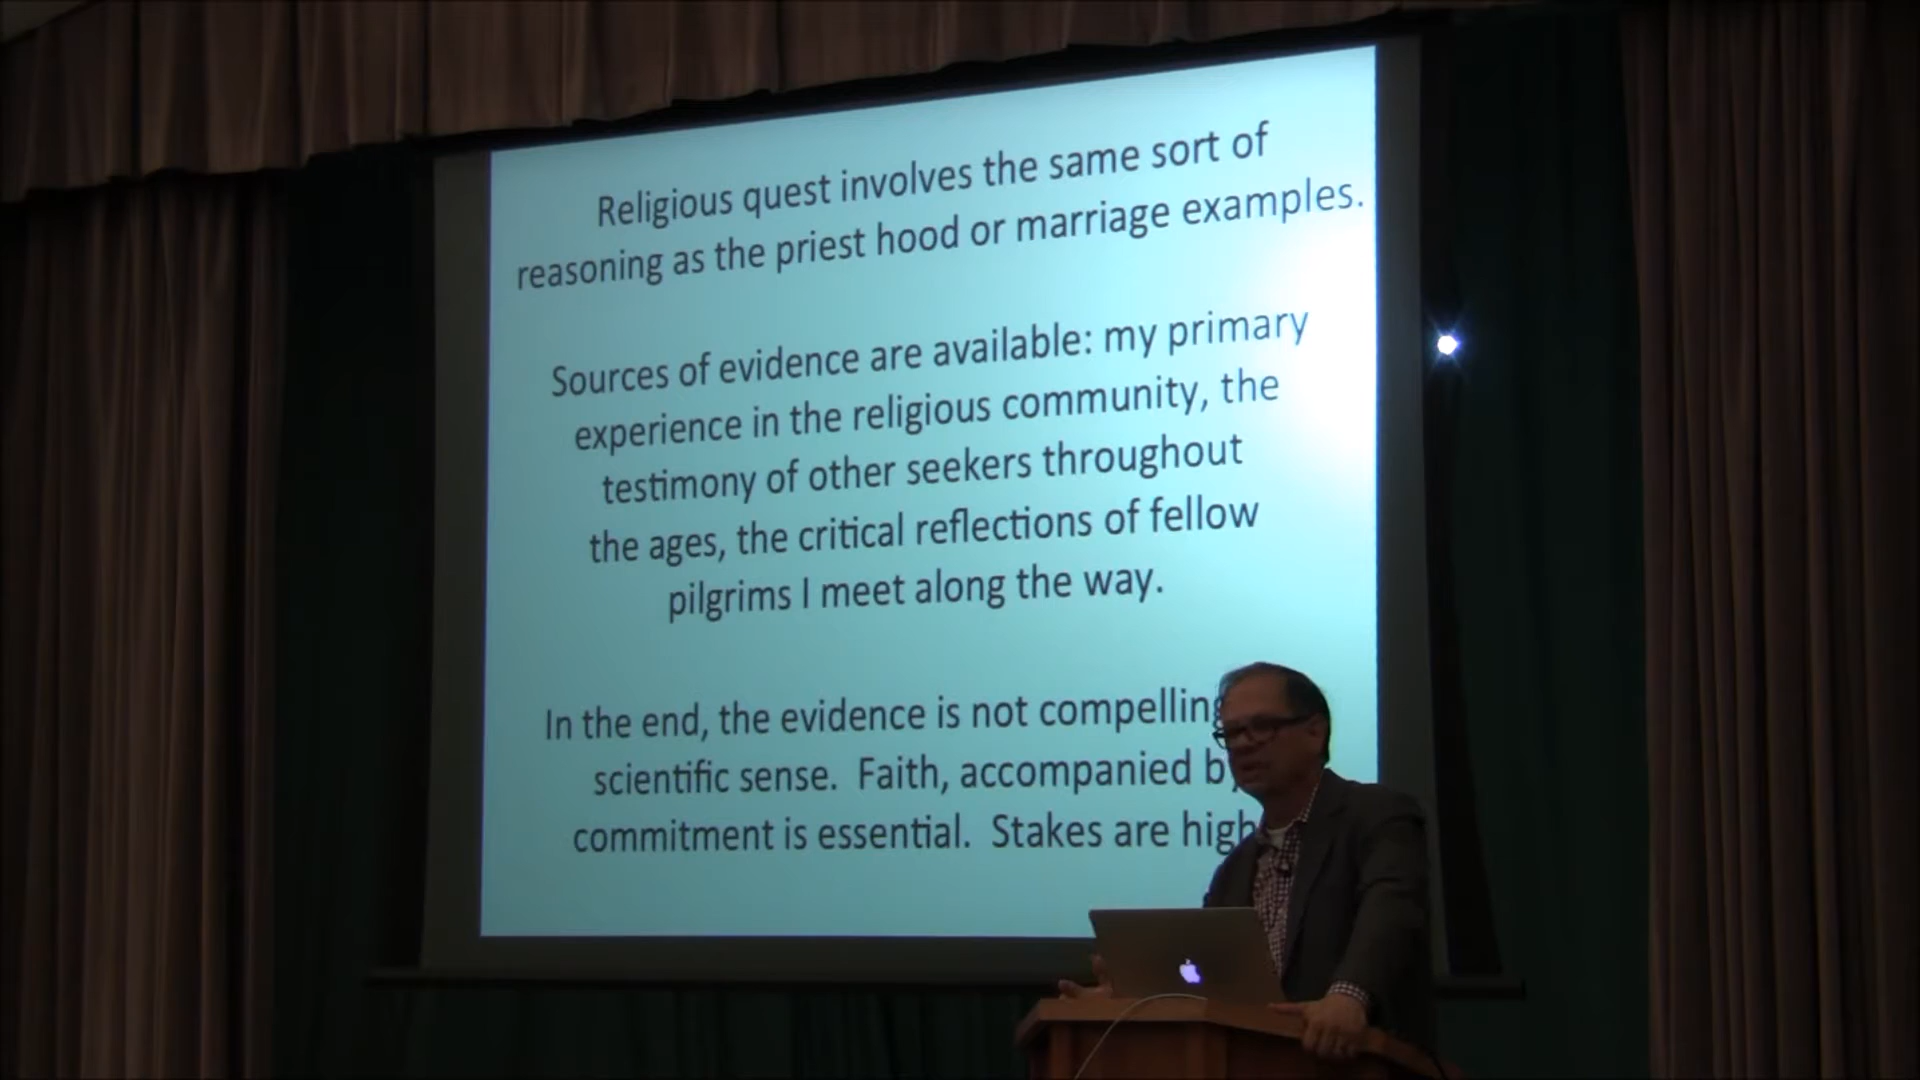 Religious quest involves the same sort of
reasoning as the priest hood or marriage examples.
Sources of evidence are available: my primary
experience in the religious community, the
testimony of other seekers throughout
the ages, the critical reflections of fellow
pilgrims I meet along the way.
In the end, the evidence is not compelling
scientific sense. Faith, accompanied by
commitment is essential. Stakes are high